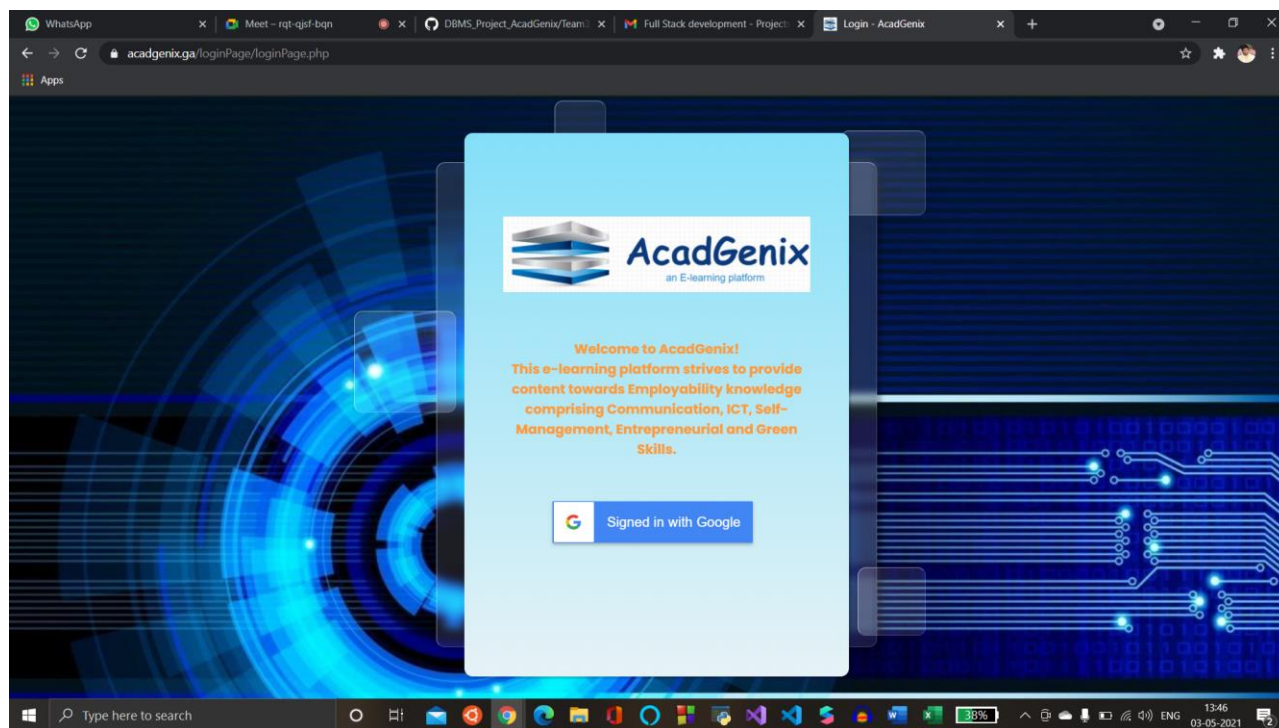 WhatsApp
Meet – rqt-qjsf-bqn
DBMS_Project_AcadGenix/Team
Full Stack development - Project
Login - AcadGenix
acadgenix.ga/loginPage/loginPage.php
Apps
AcadGenix
an E-learning platform
Welcome to AcadGenix!
This e-learning platform strives to provide
content towards Employability knowledge
comprising Communication, ICT, Self-
Management, Entrepreneurial and Green
Skills.
G Signed in with Google
Type here to search
38%
ENG
13:46
03-05-2021